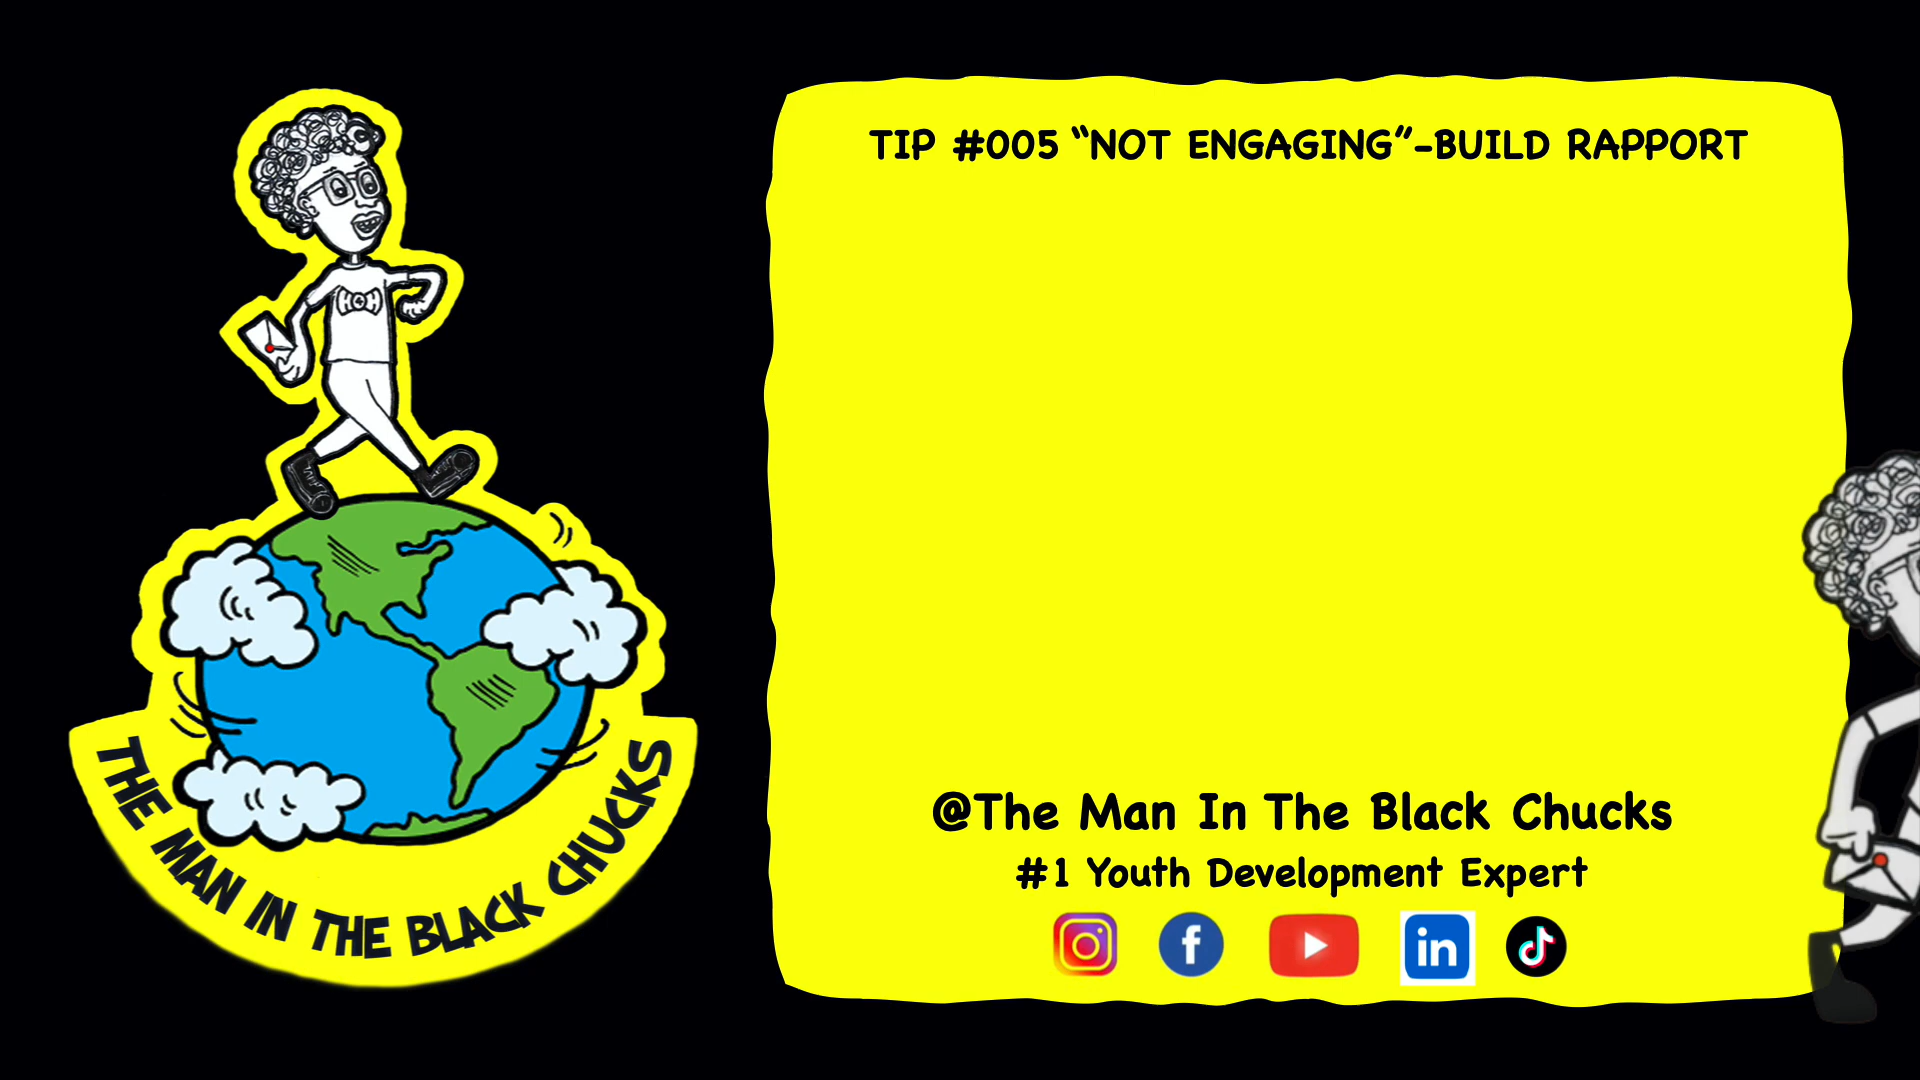 THE MAN IN THE BLACK CHUCKS
TIP #005 “NOT ENGAGING”-BUILD RAPPORT
@The Man In The Black Chucks
#1 Youth Development Expert
f
in